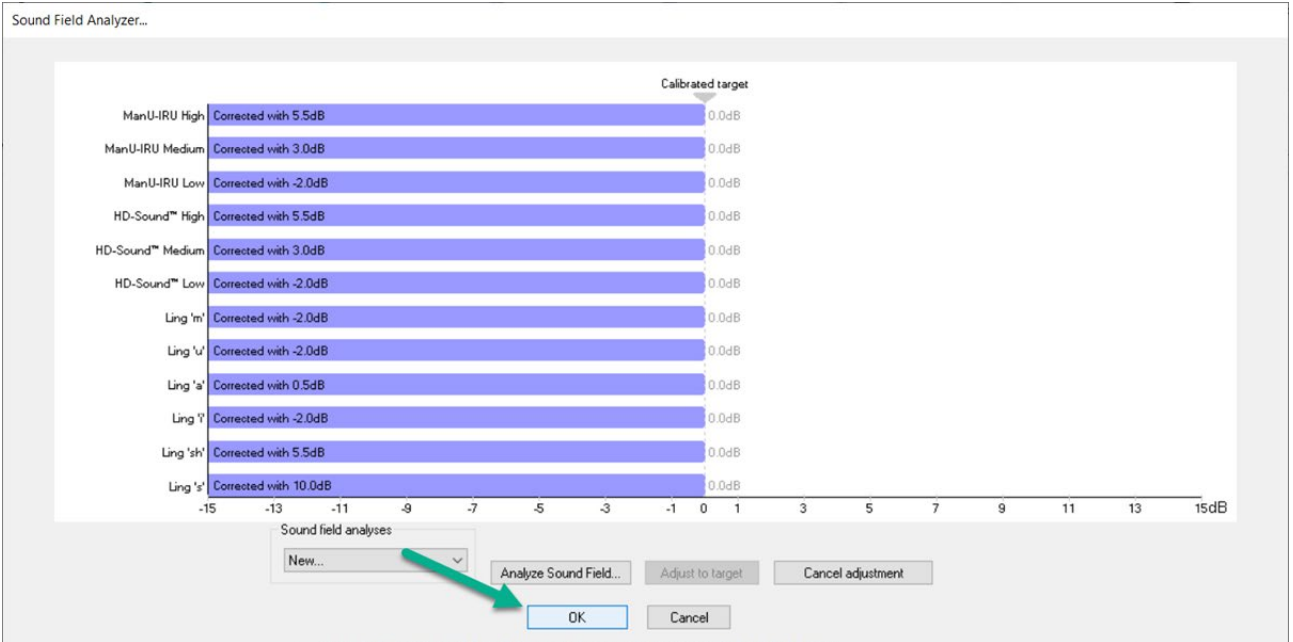 Sound Field Analyzer...
Calibrated target
ManU-IRU High Corrected with 5.5dB 0.0dB
ManU-IRU Medium Corrected with 3.0dB 0.0dB
ManU-IRU Low Corrected with -2.0dB 0.0dB
HD-Sound™ High Corrected with 5.5dB 0.0dB
HD-Sound™ Medium Corrected with 3.0dB 0.0dB
HD-Sound™ Low Corrected with -2.0dB 0.0dB
Ling 'm' Corrected with -2.0dB 0.0dB
Ling 'u' Corrected with -2.0dB 0.0dB
Ling 'a' Corrected with 0.5dB 0.0dB
Ling 'i' Corrected with -2.0dB 0.0dB
Ling 'sh' Corrected with 5.5dB 0.0dB
Ling 's' Corrected with 10.0dB 0.0dB
-15 -13 -11 -9 -7 -5 -3 -1 0 1 3 5 7 9 11 13 15dB
Sound field analyses
New... Analyze Sound Field... Adjust to target Cancel adjustment
OK Cancel